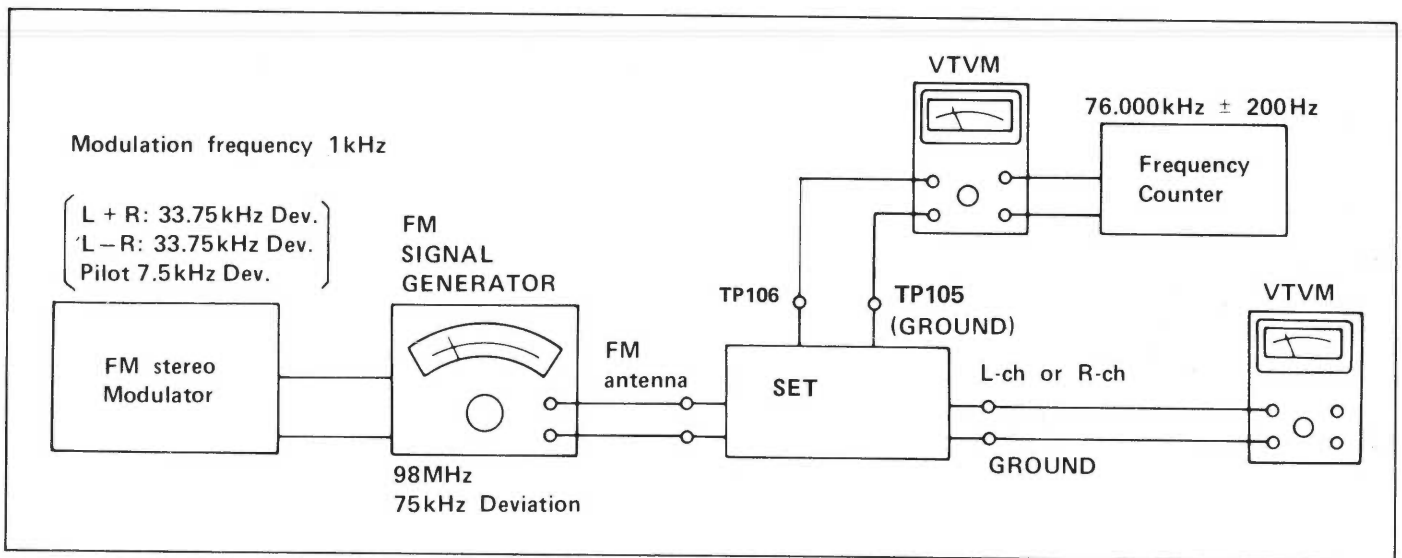 Modulation frequency 1kHz
L + R: 33.75kHz Dev.
L − R: 33.75kHz Dev.
Pilot 7.5kHz Dev.
FM stereo
Modulator
FM
SIGNAL
GENERATOR
98MHz
75kHz Deviation
FM
antenna
TP106
TP105
(GROUND)
SET
VTVM
76.000kHz ± 200Hz
Frequency
Counter
L-ch or R-ch
GROUND
VTVM